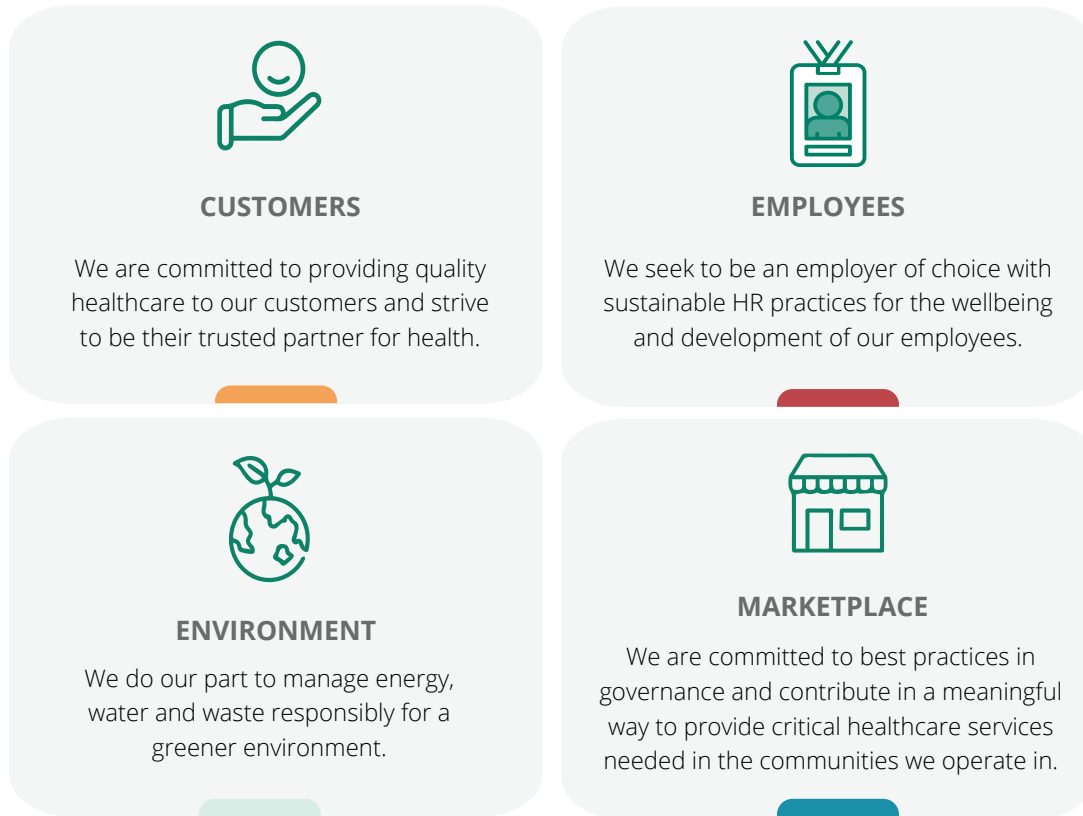 CUSTOMERS
We are committed to providing quality
healthcare to our customers and strive
to be their trusted partner for health.
EMPLOYEES
We seek to be an employer of choice with
sustainable HR practices for the wellbeing
and development of our employees.
ENVIRONMENT
We do our part to manage energy,
water and waste responsibly for a
greener environment.
MARKETPLACE
We are committed to best practices in
governance and contribute in a meaningful
way to provide critical healthcare services
needed in the communities we operate in.